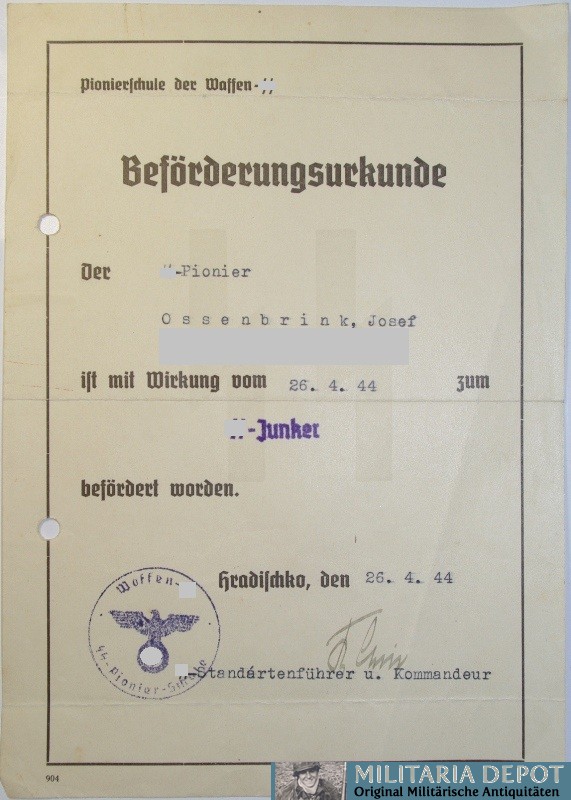 Pionierschule der Waffen-
Beförderungsurkunde
der -Pionier
Ossenbrink, Josef
ist mit Wirkung vom 26. 4. 44 zum
-Junker
befördert worden.
Hradischko, den 26. 4. 44
Waffen-
SS-Pionier-Schule
-Standartenführer u. Kommandeur
904
MILITARIA DEPOT
Original Militärische Antiquitäten